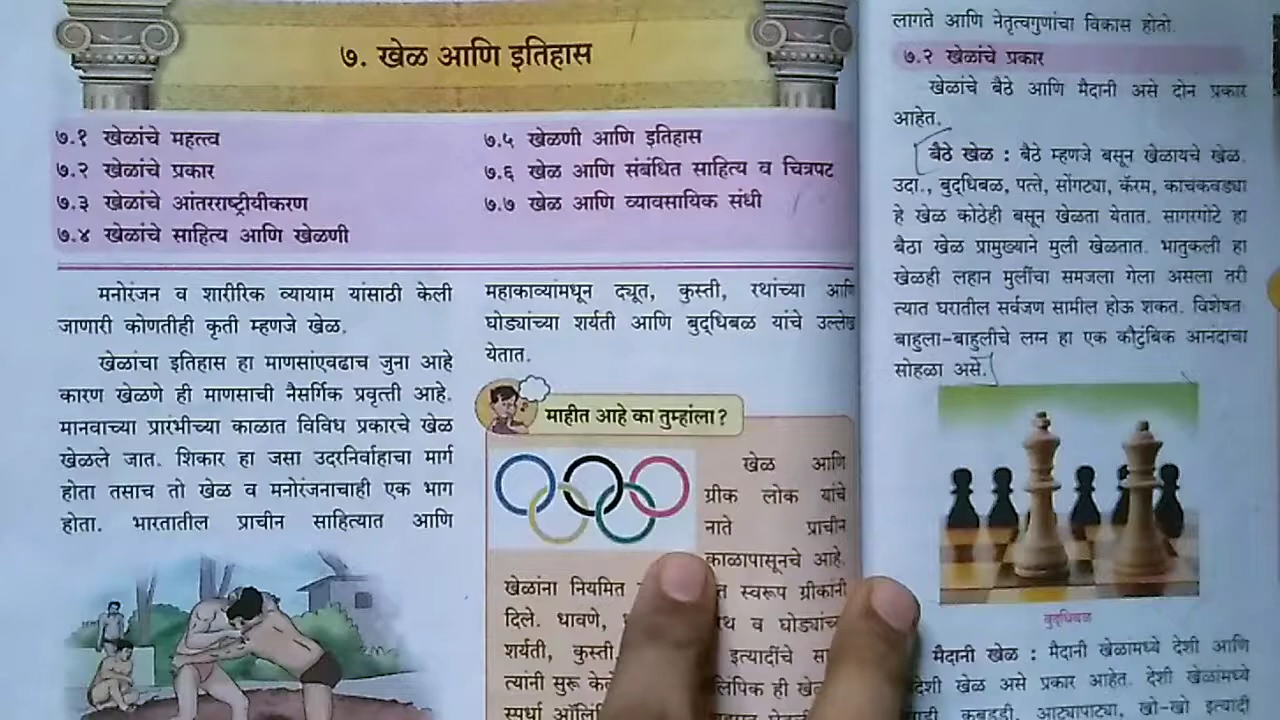 ७. खेळ आणि इतिहास
७.१ खेळांचे महत्त्व
७.२ खेळांचे प्रकार
७.३ खेळांचे आंतरराष्ट्रीयीकरण
७.४ खेळांचे साहित्य आणि खेळणी
७.५ खेळणी आणि इतिहास
७.६ खेळ आणि संबंधित साहित्य व चित्रपट
७.७ खेळ आणि व्यावसायिक संधी
मनोरंजन व शारीरिक व्यायाम यांसाठी केली
जाणारी कोणतीही कृती म्हणजे खेळ.
खेळांचा इतिहास हा माणसांएवढाच जुना आहे
कारण खेळणे ही माणसाची नैसर्गिक प्रवृत्ती आहे.
मानवाच्या प्रारंभीच्या काळात विविध प्रकारचे खेळ
खेळले जात. शिकार हा जसा उदरनिर्वाहाचा मार्ग
होता तसाच तो खेळ व मनोरंजनाचाही एक भाग
होता. भारतातील प्राचीन साहित्यात आणि
महाकाव्यांमधून द्यूत, कुस्ती, रथांच्या आणि
घोड्यांच्या शर्यती आणि बुद्धिबळ यांचे उल्लेख
येतात.
माहीत आहे का तुम्हांला?
खेळ आणि
ग्रीक लोक यांचे
नाते प्राचीन
काळापासूनचे आहे.
खेळांना नियमित स्वरूप ग्रीकांनी
दिले. धावणे, व घोड्यांच्या
शर्यती, कुस्ती इत्यादींचे
त्यांनी सुरू
स्पर्धा
लागते आणि नेतृत्वगुणांचा विकास होतो.
७.२ खेळांचे प्रकार
खेळांचे बैठे आणि मैदानी असे दोन प्रकार
आहेत.
बैठे खेळ : बैठे म्हणजे बसून खेळायचे खेळ.
उदा., बुद्धिबळ, पत्ते, सोंगट्या, कॅरम, काचकवड्या
हे खेळ कोठेही बसून खेळता येतात. सागरगोटे हा
बैठा खेळ प्रामुख्याने मुली खेळतात. भातुकली हा
खेळही लहान मुलींचा समजला गेला असला तरी
त्यात घरातील सर्वजण सामील होऊ शकत. विशेषत
बाहुला-बाहुलीचे लग्न हा एक कौटुंबिक आनंदाचा
सोहळा असे.
बुद्धिबळ
मैदानी खेळ : मैदानी खेळांमध्ये देशी आणि
खेळ असे प्रकार आहेत. देशी खेळांमध्ये
कबड्डी, आट्यापाट्या, खो-खो इत्यादी